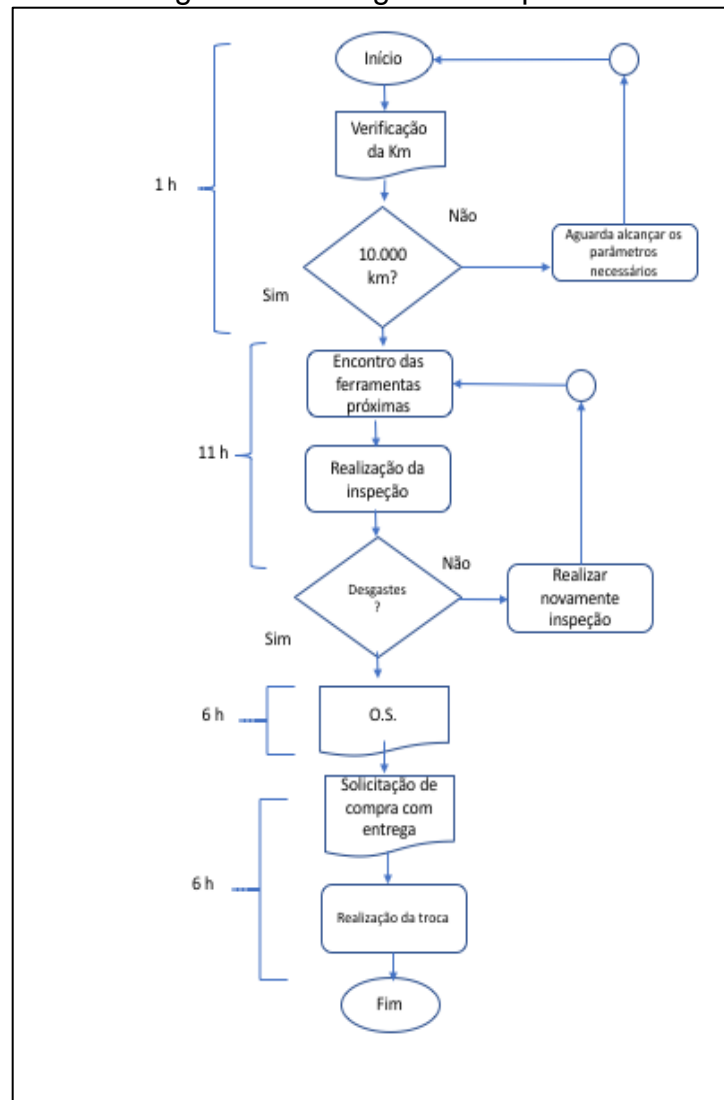 Início
Verificação
da Km
1 h
Não
10.000
km?
Aguarda alcançar os
parâmetros
necessários
Sim
Encontro das
ferramentas
próximas
11 h
Realização da
inspeção
Não
Desgastes
?
Realizar
novamente
inspeção
Sim
6 h
O.S.
Solicitação de
compra com
entrega
6 h
Realização da troca
Fim